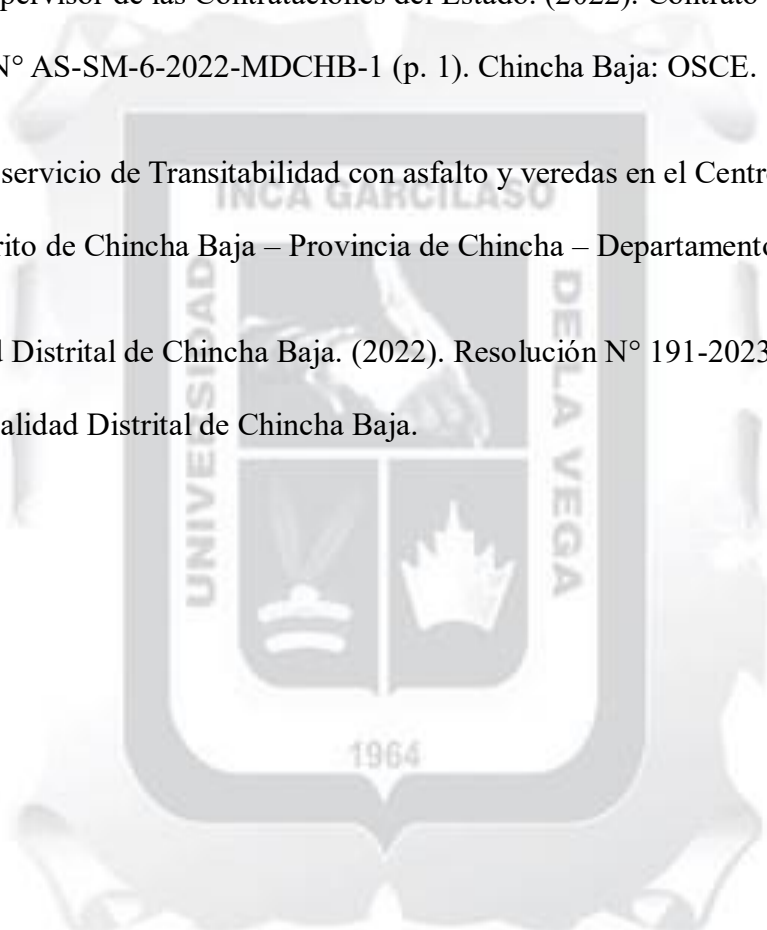 pervisor de las Contrataciones del Estado. (2022). Contrato
N° AS-SM-6-2022-MDCHB-1 (p. 1). Chincha Baja: OSCE.
servicio de Transitabilidad con asfalto y veredas en el Centr
INCA GARCILASO
rito de Chincha Baja – Provincia de Chincha – Departamento
UNIVERSIDAD
DE LA VEGA
d Distrital de Chincha Baja. (2022). Resolución N° 191-2023
alidad Distrital de Chincha Baja.
1964